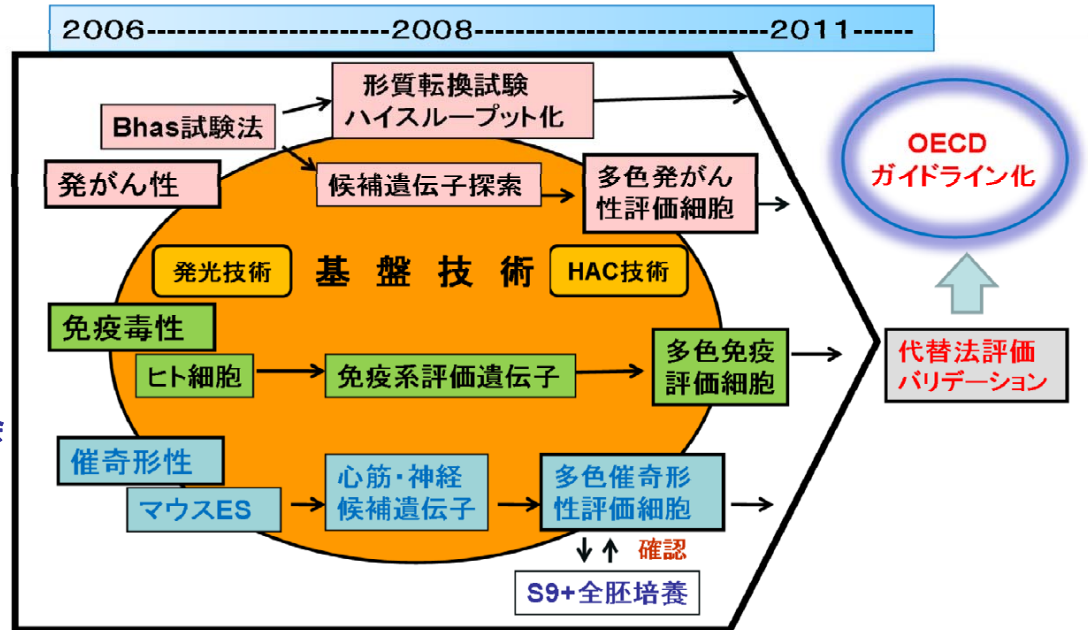 2006------------------------2008-----------------------------2011------
形質転換試験
ハイスループット化
Bhas試験法
OECD
ガイドライン化
発がん性
候補遺伝子探索
多色発がん
性評価細胞
発光技術
基盤技術
HAC技術
免疫毒性
ヒト細胞
免疫系評価遺伝子
多色免疫
評価細胞
代替法評価
バリデーション
催奇形性
マウスES
心筋・神経
候補遺伝子
多色催奇形
性評価細胞
確認
S9+全胚培養